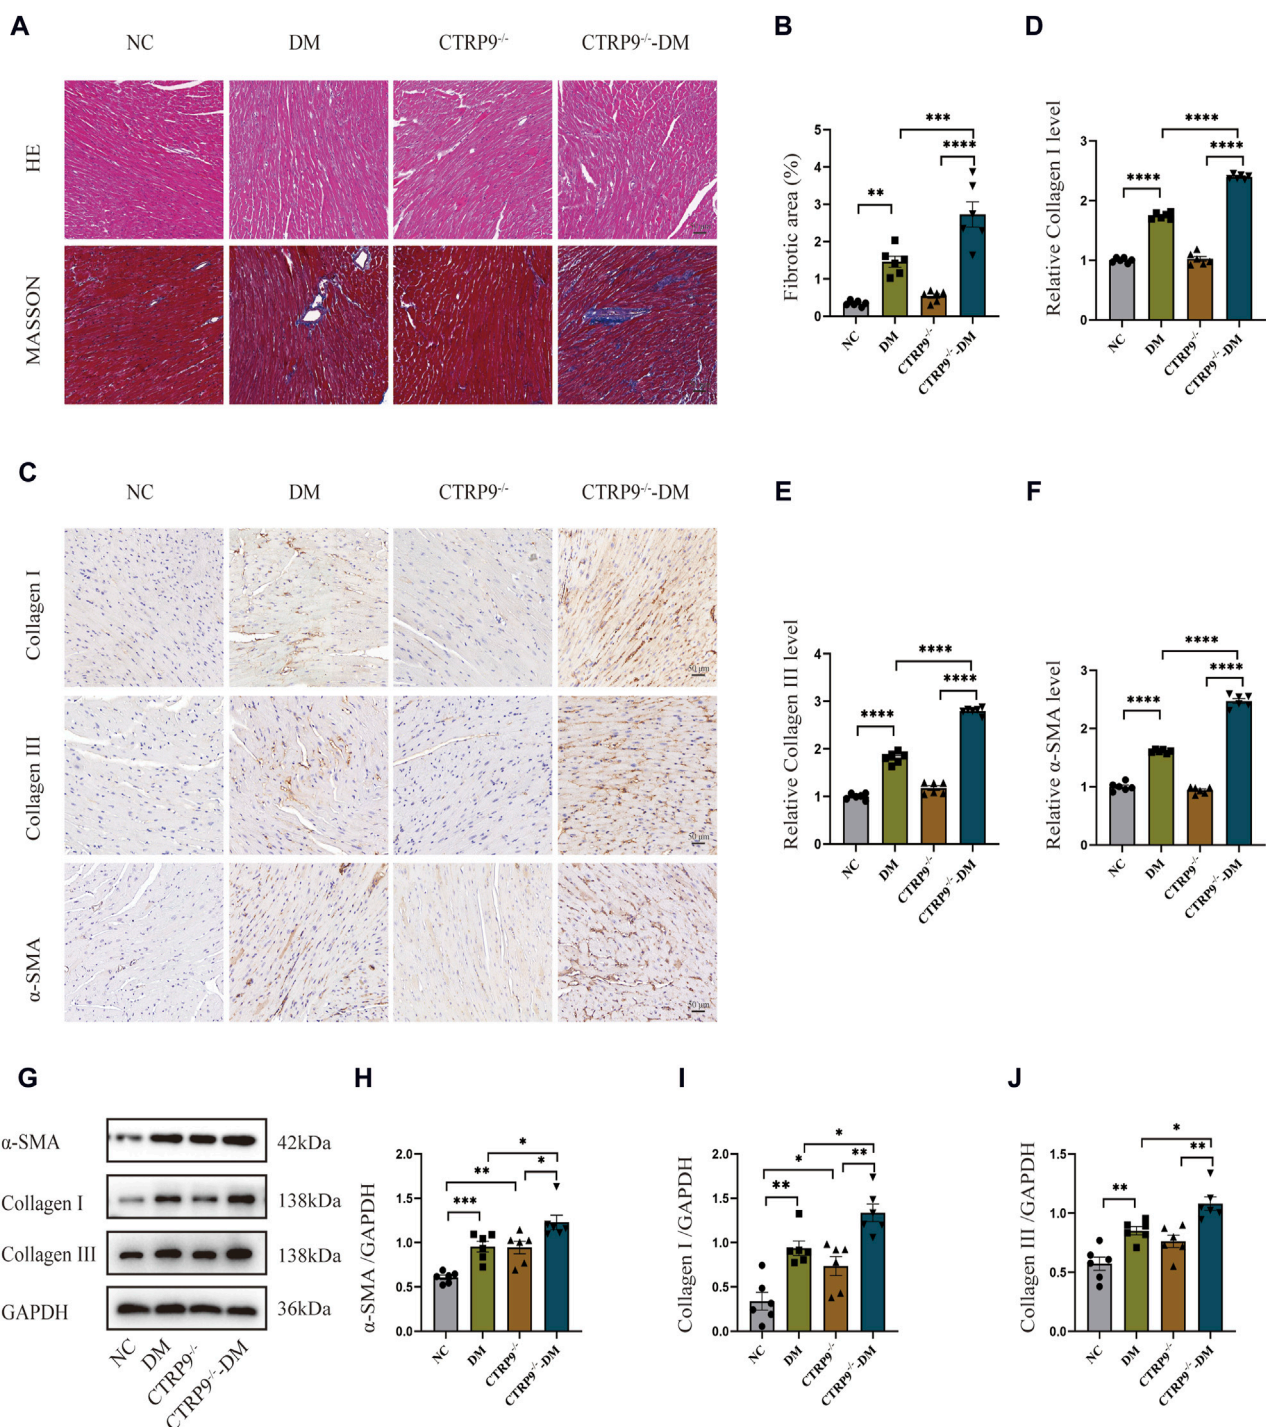 A
NC DM CTRP9-/- CTRP9-/--DM
HE
MASSON
B
Fibrotic area (%)
5
4
3
2
1
0
**
***
****
NC DM CTRP9-/- CTRP9-/--DM
D
Relative Collagen I level
3
2
1
0
****
****
****
NC DM CTRP9-/- CTRP9-/--DM
C
NC DM CTRP9-/- CTRP9-/--DM
Collagen I
50 μm
Collagen III
50 μm
α-SMA
50 μm
E
Relative Collagen III level
4
3
2
1
0
****
****
****
NC DM CTRP9-/- CTRP9-/--DM
F
Relative α-SMA level
3
2
1
0
****
****
****
NC DM CTRP9-/- CTRP9-/--DM
G
α-SMA 42kDa
Collagen I 138kDa
Collagen III 138kDa
GAPDH 36kDa
NC DM CTRP9-/- CTRP9-/--DM
H
α-SMA /GAPDH
2.0
1.5
1.0
0.5
0.0
*
**
*
***
NC DM CTRP9-/- CTRP9-/--DM
I
Collagen I /GAPDH
2.0
1.5
1.0
0.5
0.0
*
*
**
**
NC DM CTRP9-/- CTRP9-/--DM
J
Collagen III /GAPDH
1.5
1.0
0.5
0.0
*
**
**
NC DM CTRP9-/- CTRP9-/--DM